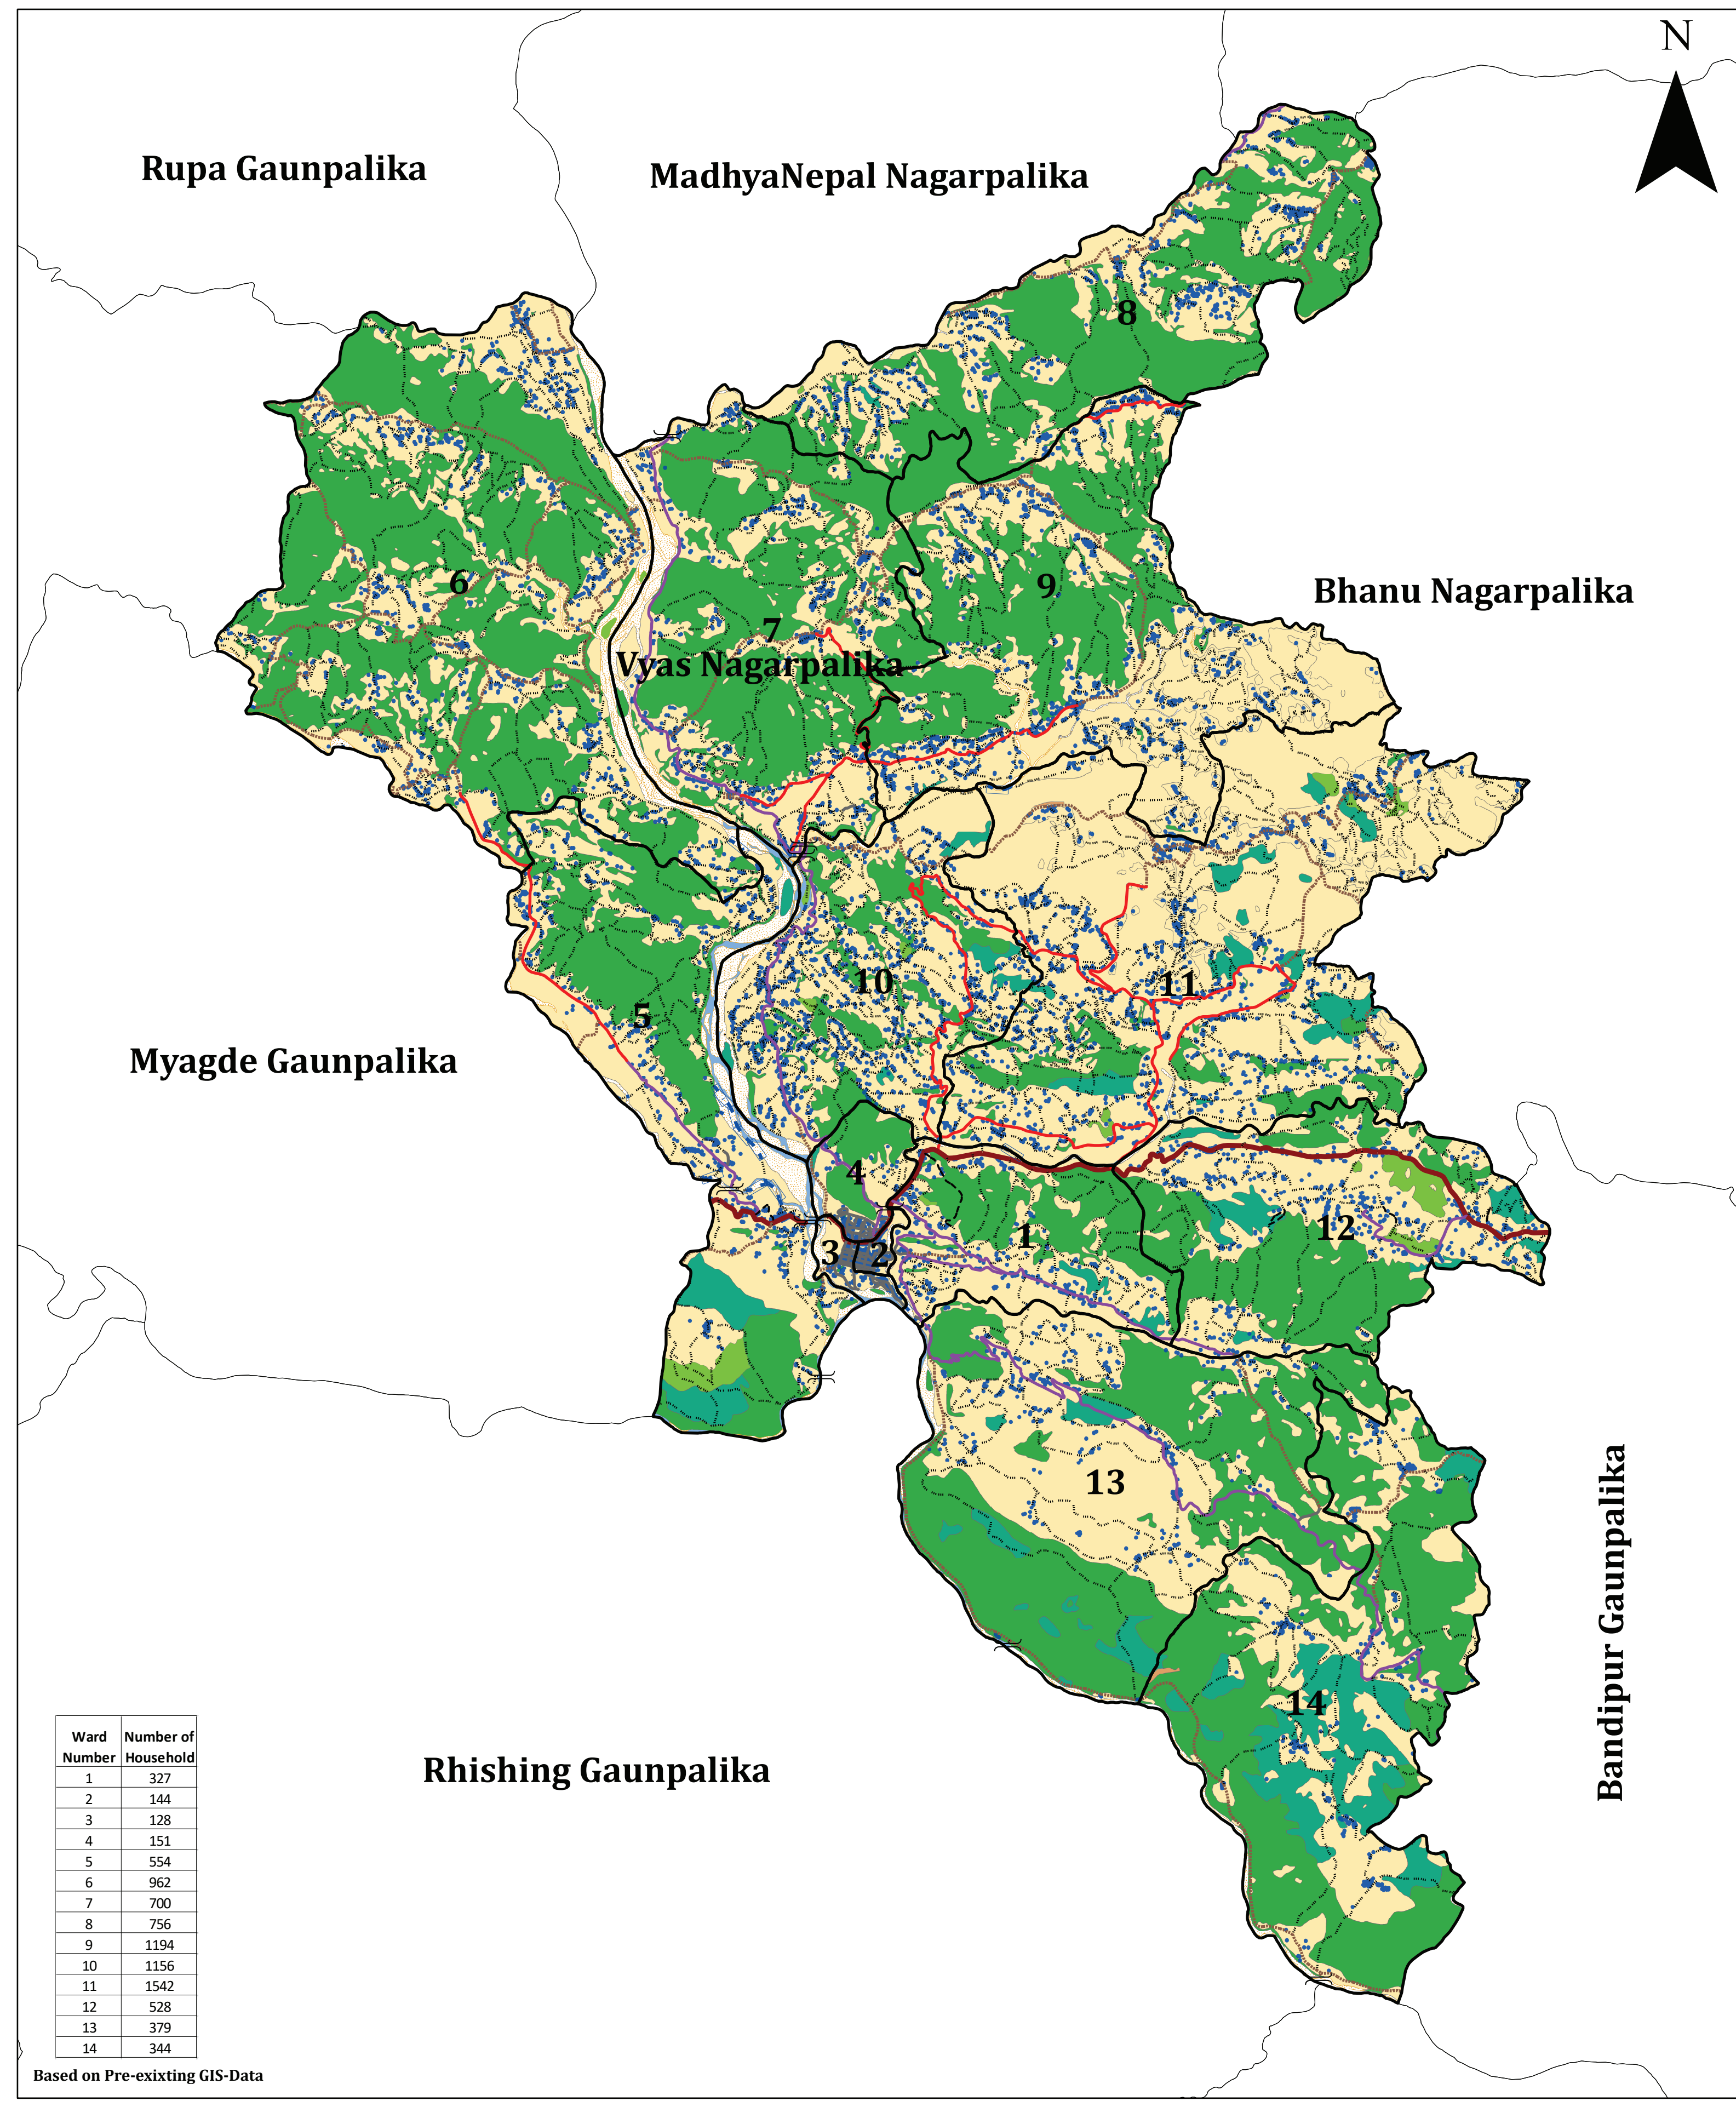 N
Rupa Gaunpalika
MadhyaNepal Nagarpalika
8
6
9
Bhanu Nagarpalika
7
Vyas Nagarpalika
10
11
5
Myagde Gaunpalika
4
12
1
3
2
13
Bandipur Gaunpalika
14
Rhishing Gaunpalika
Ward Number of
Number Household
1 327
2 144
3 128
4 151
5 554
6 962
7 700
8 756
9 1194
10 1156
11 1542
12 528
13 379
14 344
Based on Pre-exixting GIS-Data